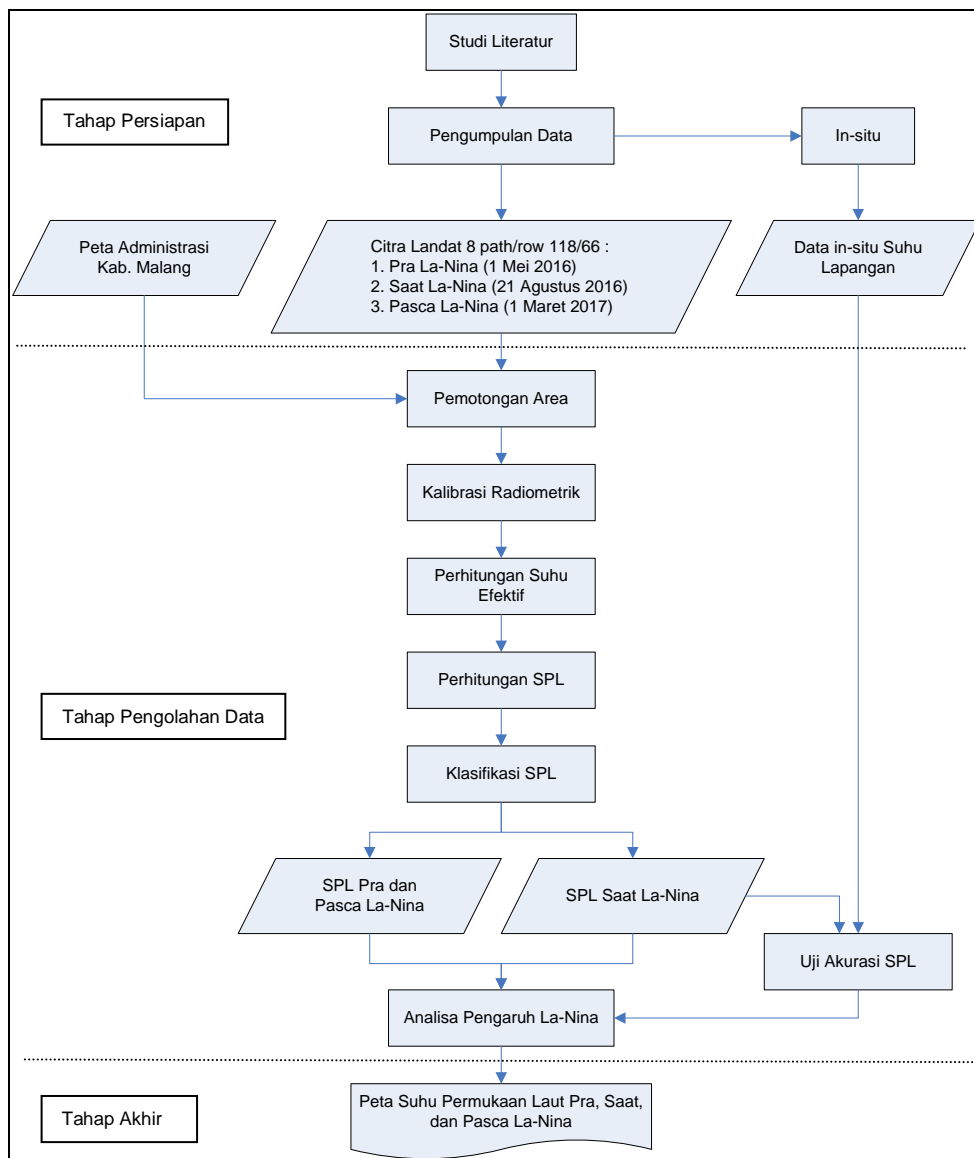 Studi Literatur
Tahap Persiapan
Pengumpulan Data
In-situ
Peta Administrasi
Kab. Malang
Citra Landat 8 path/row 118/66 :
1. Pra La-Nina (1 Mei 2016)
2. Saat La-Nina (21 Agustus 2016)
3. Pasca La-Nina (1 Maret 2017)
Data in-situ Suhu
Lapangan
Pemotongan Area
Kalibrasi Radiometrik
Perhitungan Suhu
Efektif
Perhitungan SPL
Tahap Pengolahan Data
Klasifikasi SPL
SPL Pra dan
Pasca La-Nina
SPL Saat La-Nina
Uji Akurasi SPL
Analisa Pengaruh La-Nina
Tahap Akhir
Peta Suhu Permukaan Laut Pra, Saat,
dan Pasca La-Nina